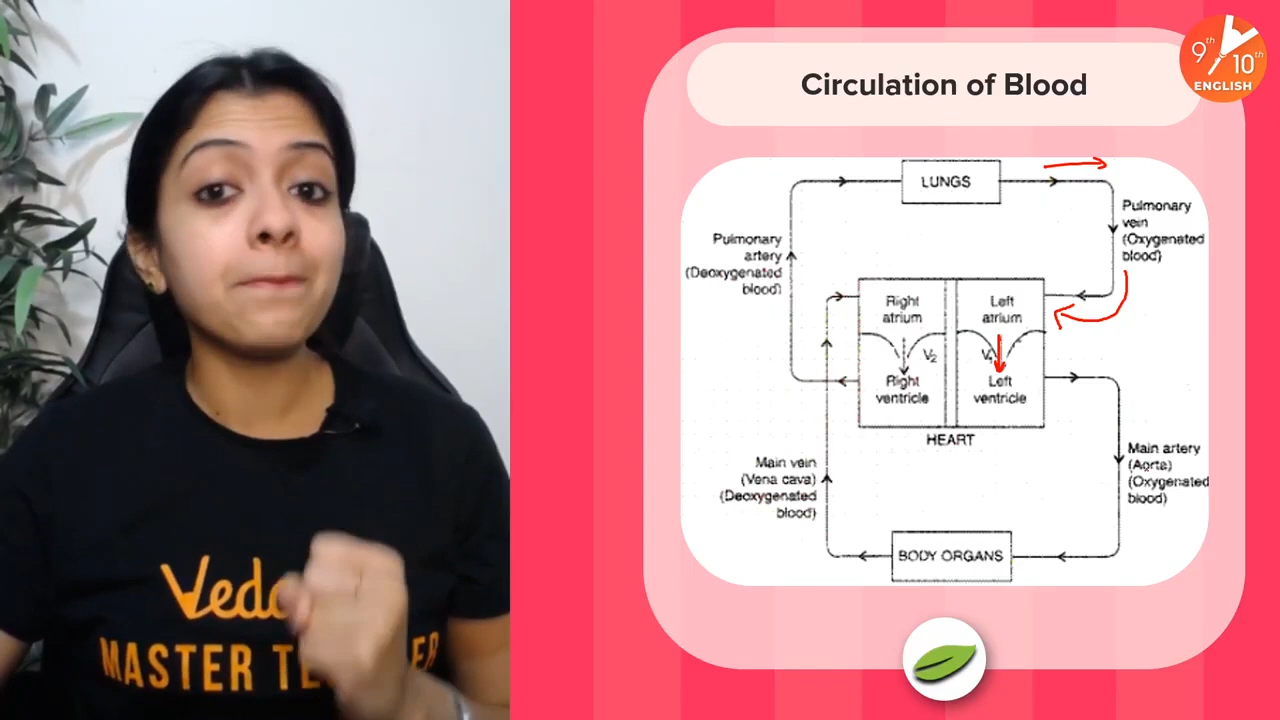 Circulation of Blood
9th
10th
ENGLISH
LUNGS
Pulmonary
vein
(Oxygenated
blood)
Pulmonary
artery
(Deoxygenated
blood)
Right
atrium
Left
atrium
V2
V1
Right
ventricle
Left
ventricle
HEART
Main vein
(Vena cava)
(Deoxygenated
blood)
Main artery
(Aorta)
(Oxygenated
blood)
BODY ORGANS
MASTER